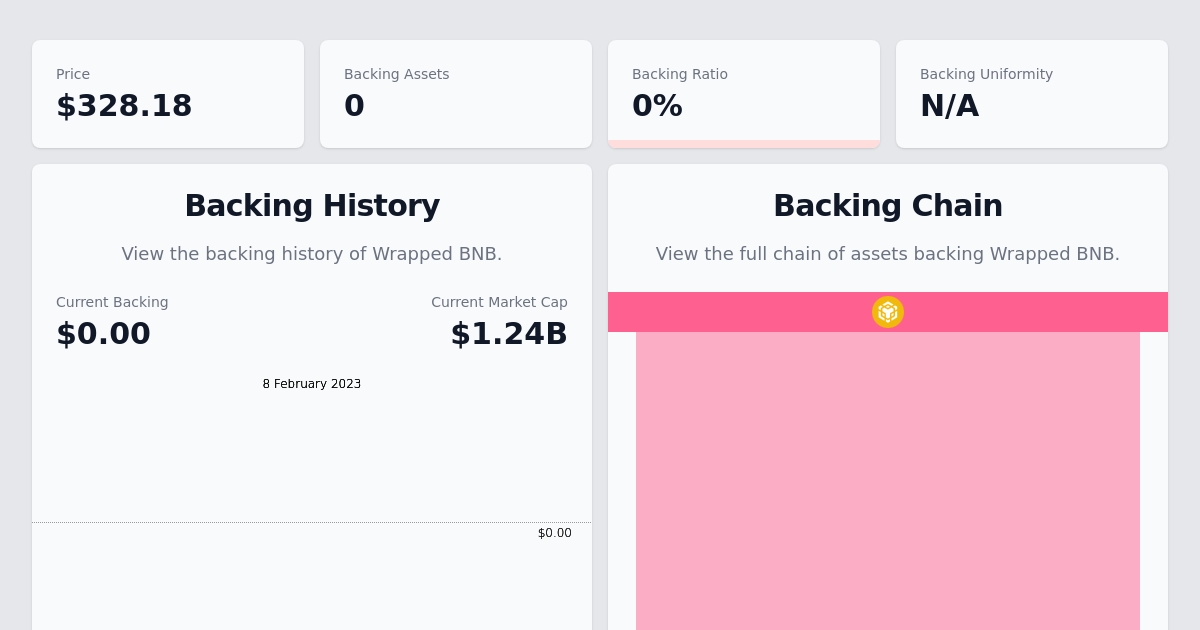 Price
$328.18
Backing Assets
0
Backing Ratio
0%
Backing Uniformity
N/A
Backing History
View the backing history of Wrapped BNB.
Current Backing
$0.00
Current Market Cap
$1.24B
8 February 2023
$0.00
Backing Chain
View the full chain of assets backing Wrapped BNB.